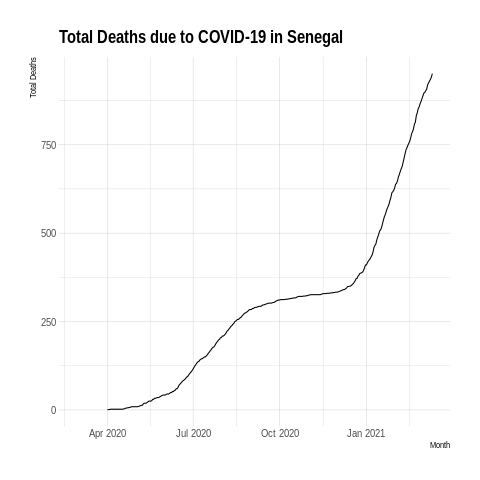 Total Deaths due to COVID-19 in Senegal
Total Deaths
750
500
250
0
Apr 2020
Jul 2020
Oct 2020
Jan 2021
Month